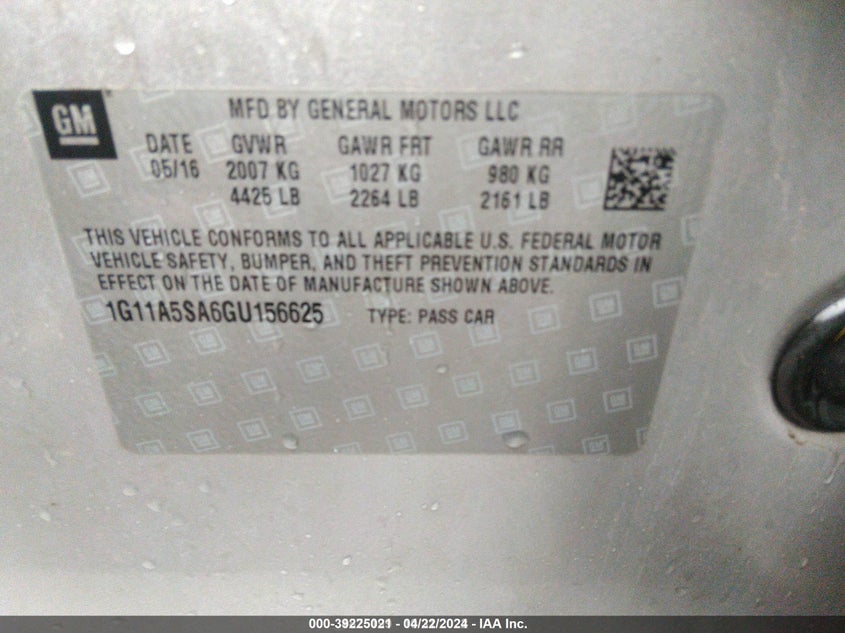 GM
MFD BY GENERAL MOTORS LLC
DATE GVWR GAWR FRT GAWR RR
05/16 2007 KG 1027 KG 980 KG
4425 LB 2264 LB 2161 LB
THIS VEHICLE CONFORMS TO ALL APPLICABLE U.S. FEDERAL MOTOR
VEHICLE SAFETY, BUMPER, AND THEFT PREVENTION STANDARDS IN
EFFECT ON THE DATE OF MANUFACTURE SHOWN ABOVE.
1G11A5SA6GU156625 TYPE: PASS CAR
000-39225021 - 04/22/2024 - IAA Inc.